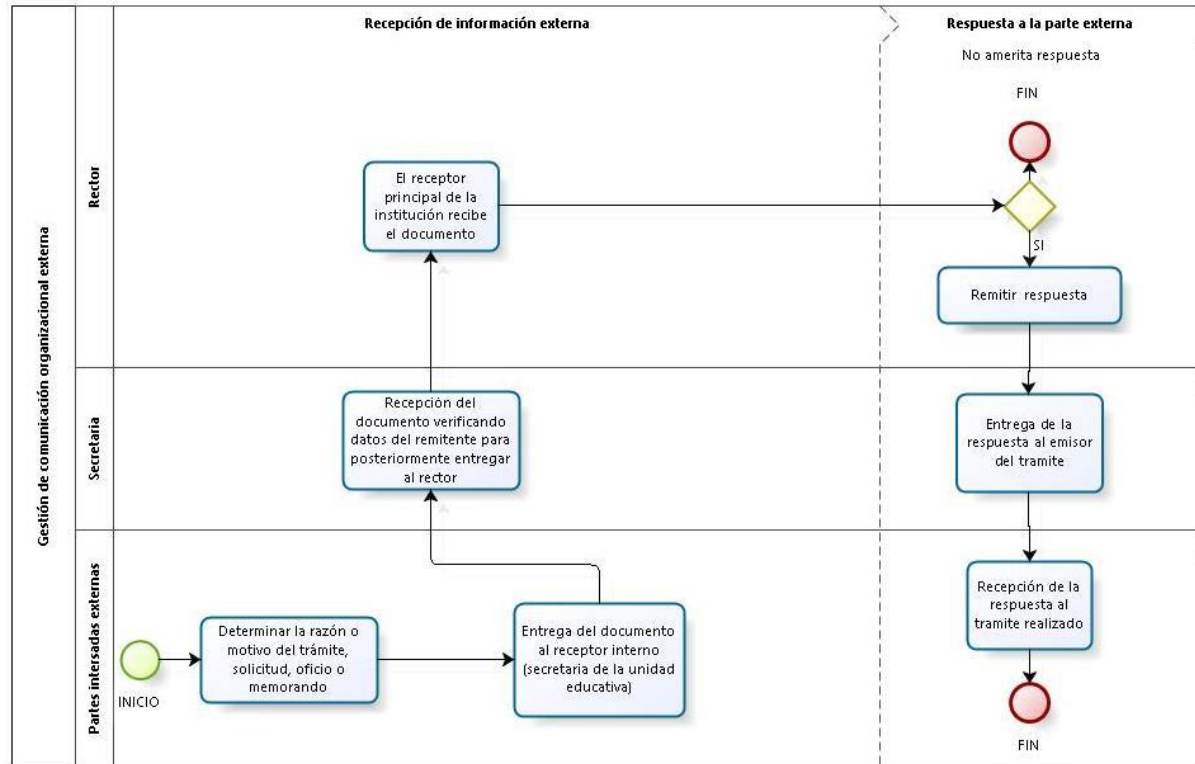 Gestión de comunicación organizacional externa
Recepción de información externa
Respuesta a la parte externa
Rector
No amerita respuesta
FIN
El receptor
principal de la
institución recibe
el documento
SI
Remitir respuesta
Secretaria
Recepción del
documento verificando
datos del remitente para
posteriormente entregar
al rector
Entrega de la
respuesta al emisor
del tramite
Partes intersadas externas
INICIO
Determinar la razón o
motivo del trámite,
solicitud, oficio o
memorando
Entrega del documento
al receptor interno
(secretaria de la unidad
educativa)
Recepción de la
respuesta al
tramite realizado
FIN